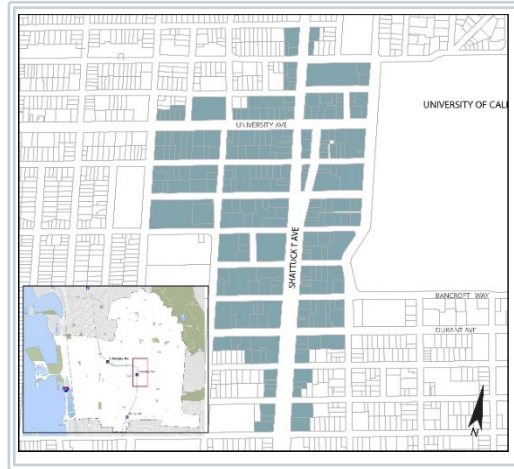 UNIVERSITY OF CALI
UNIVERSITY AVE
SHATTUCK AVE
BANCROFT WAY
DURANT AVE
N